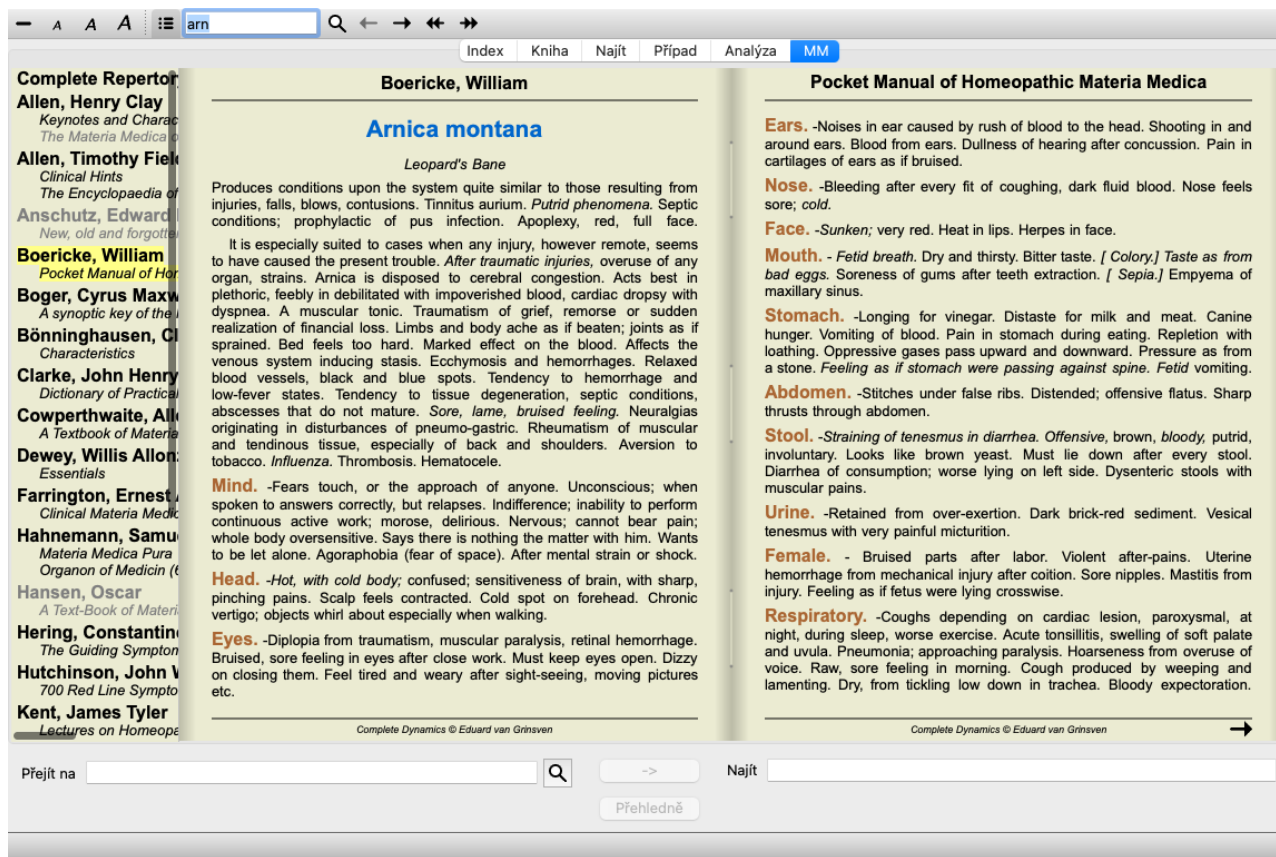 A A A arn
Index Kniha Najít Případ Analýza MM
Complete Repertor
Allen, Henry Clay
Keynotes and Charac
The Materia Medica o
Allen, Timothy Field
Clinical Hints
The Encyclopaedia of
Anschutz, Edward
New, old and forgotte
Boericke, William
Pocket Manual of Hom
Boger, Cyrus Maxw
A synoptic key of the
Bönninghausen, Cl
Characteristics
Clarke, John Henry
Dictionary of Practical
Cowperthwaite, Alle
A Textbook of Materia
Dewey, Willis Allon
Essentials
Farrington, Ernest
Clinical Materia Medic
Hahnemann, Samu
Materia Medica Pura
Organon of Medicin (6
Hansen, Oscar
A Text-Book of Materi
Hering, Constantin
The Guiding Symptom
Hutchinson, John W
700 Red Line Sympto
Kent, James Tyler
Lectures on Homeopa
Boericke, William
Arnica montana
Leopard's Bane
Produces conditions upon the system quite similar to those resulting from
injuries, falls, blows, contusions. Tinnitus aurium. Putrid phenomena. Septic
conditions; prophylactic of pus infection. Apoplexy, red, full face.
It is especially suited to cases when any injury, however remote, seems
to have caused the present trouble. After traumatic injuries, overuse of any
organ, strains. Arnica is disposed to cerebral congestion. Acts best in
plethoric, feebly in debilitated with impoverished blood, cardiac dropsy with
dyspnea. A muscular tonic. Traumatism of grief, remorse or sudden
realization of financial loss. Limbs and body ache as if beaten; joints as if
sprained. Bed feels too hard. Marked effect on the blood. Affects the
venous system inducing stasis. Ecchymosis and hemorrhages. Relaxed
blood vessels, black and blue spots. Tendency to hemorrhage and
low-fever states. Tendency to tissue degeneration, septic conditions,
abscesses that do not mature. Sore, lame, bruised feeling. Neuralgias
originating in disturbances of pneumo-gastric. Rheumatism of muscular
and tendinous tissue, especially of back and shoulders. Aversion to
tobacco. Influenza. Thrombosis. Hematocele.
Mind. -Fears touch, or the approach of anyone. Unconscious; when
spoken to answers correctly, but relapses. Indifference; inability to perform
continuous active work; morose, delirious. Nervous; cannot bear pain;
whole body oversensitive. Says there is nothing the matter with him. Wants
to be let alone. Agoraphobia (fear of space). After mental strain or shock.
Head. -Hot, with cold body; confused; sensitiveness of brain, with sharp,
pinching pains. Scalp feels contracted. Cold spot on forehead. Chronic
vertigo; objects whirl about especially when walking.
Eyes. -Diplopia from traumatism, muscular paralysis, retinal hemorrhage.
Bruised, sore feeling in eyes after close work. Must keep eyes open. Dizzy
on closing them. Feel tired and weary after sight-seeing, moving pictures
etc.
Complete Dynamics © Eduard van Grinsven
Pocket Manual of Homeopathic Materia Medica
Ears. -Noises in ear caused by rush of blood to the head. Shooting in and
around ears. Blood from ears. Dullness of hearing after concussion. Pain in
cartilages of ears as if bruised.
Nose. -Bleeding after every fit of coughing, dark fluid blood. Nose feels
sore; cold.
Face. -Sunken; very red. Heat in lips. Herpes in face.
Mouth. - Fetid breath. Dry and thirsty. Bitter taste. [ Colory.] Taste as from
bad eggs. Soreness of gums after teeth extraction. [ Sepia.] Empyema of
maxillary sinus.
Stomach. -Longing for vinegar. Distaste for milk and meat. Canine
hunger. Vomiting of blood. Pain in stomach during eating. Repletion with
loathing. Oppressive gases pass upward and downward. Pressure as from
a stone. Feeling as if stomach were passing against spine. Fetid vomiting.
Abdomen. -Stitches under false ribs. Distended; offensive flatus. Sharp
thrusts through abdomen.
Stool. -Straining of tenesmus in diarrhea. Offensive, brown, bloody, putrid,
involuntary. Looks like brown yeast. Must lie down after every stool.
Diarrhea of consumption; worse lying on left side. Dysenteric stools with
muscular pains.
Urine. -Retained from over-exertion. Dark brick-red sediment. Vesical
tenesmus with very painful micturition.
Female. - Bruised parts after labor. Violent after-pains. Uterine
hemorrhage from mechanical injury after coition. Sore nipples. Mastitis from
injury. Feeling as if fetus were lying crosswise.
Respiratory. -Coughs depending on cardiac lesion, paroxysmal, at
night, during sleep, worse exercise. Acute tonsillitis, swelling of soft palate
and uvula. Pneumonia; approaching paralysis. Hoarseness from overuse of
voice. Raw, sore feeling in morning. Cough produced by weeping and
lamenting. Dry, from tickling low down in trachea. Bloody expectoration.
Complete Dynamics © Eduard van Grinsven
Přejít na -> Najít
Přehledně